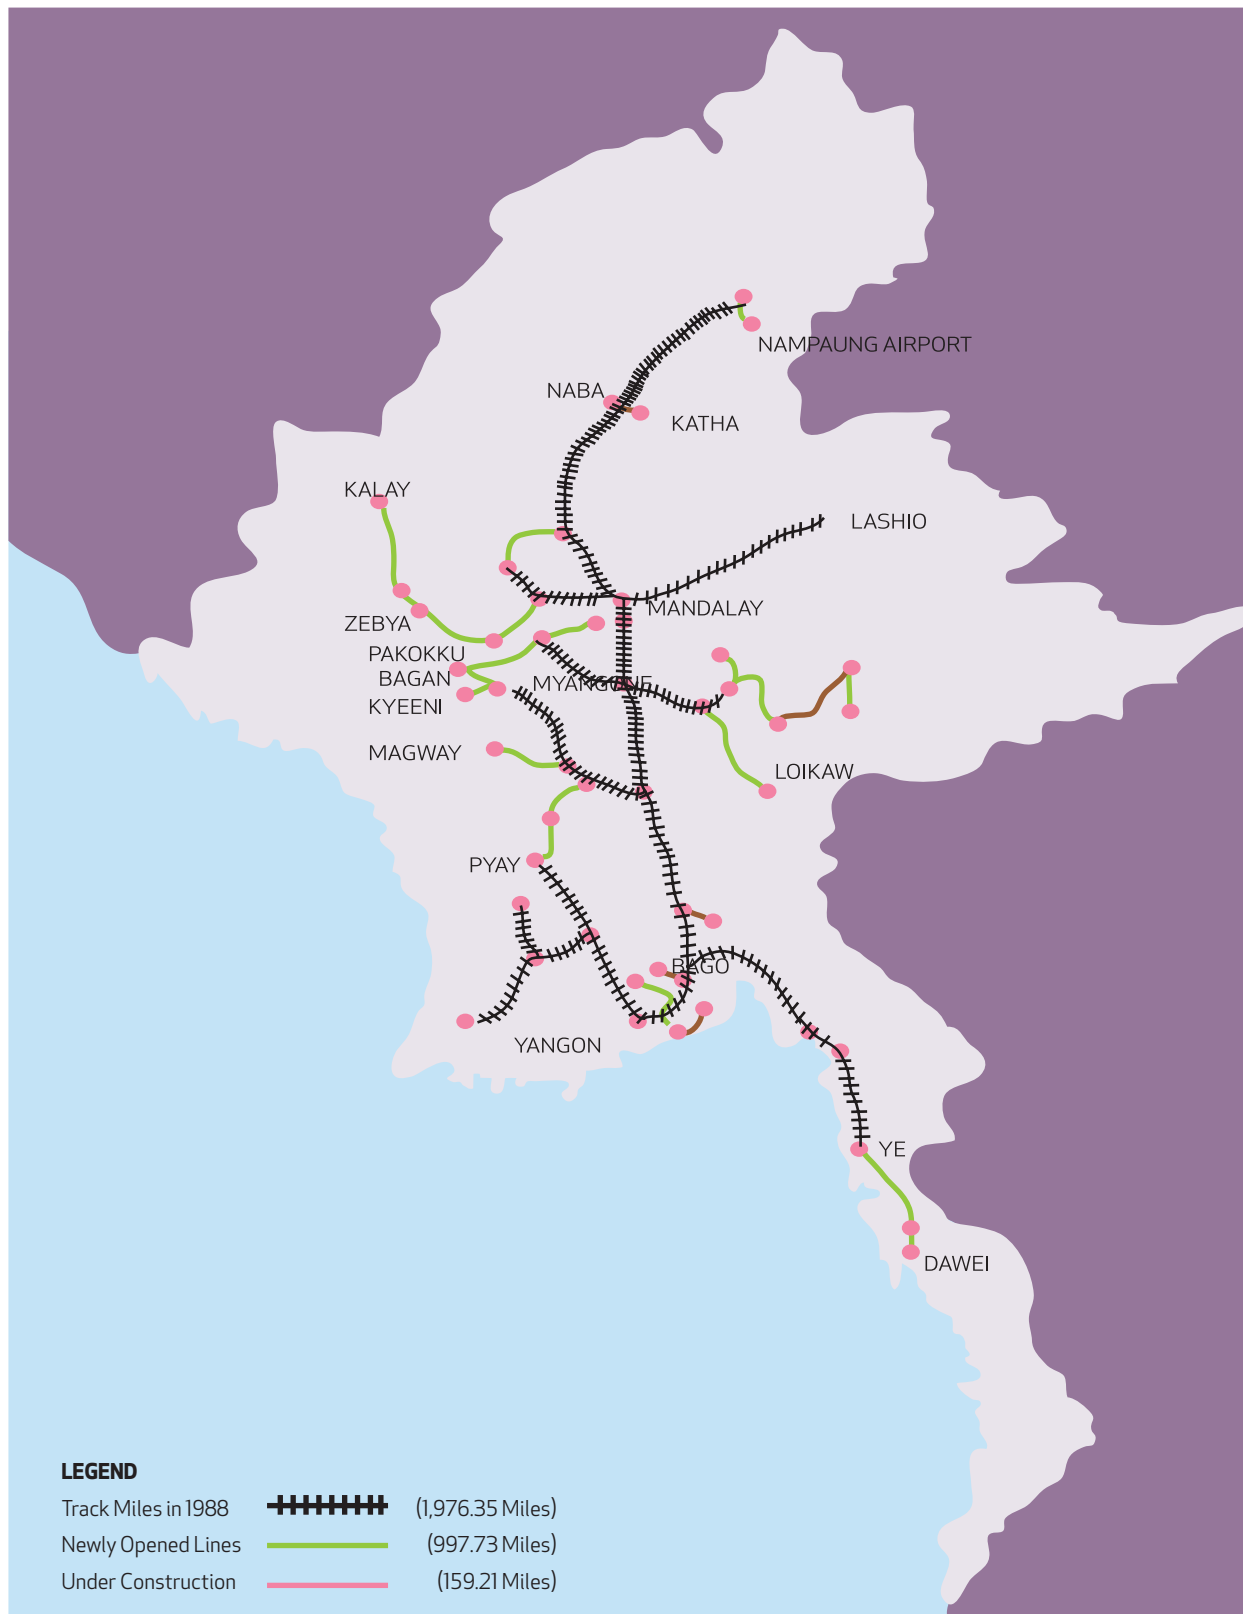 NAMPAUNG AIRPORT
NABA
KATHA
KALAY
LASHIO
MANDALAY
ZEBYA
PAKOKKU
BAGAN
MYANGONE
KYEENI
MAGWAY
LOIKAW
PYAY
BAGO
YANGON
YE
DAWEI
LEGEND
Track Miles in 1988 (1,976.35 Miles)
Newly Opened Lines (997.73 Miles)
Under Construction (159.21 Miles)